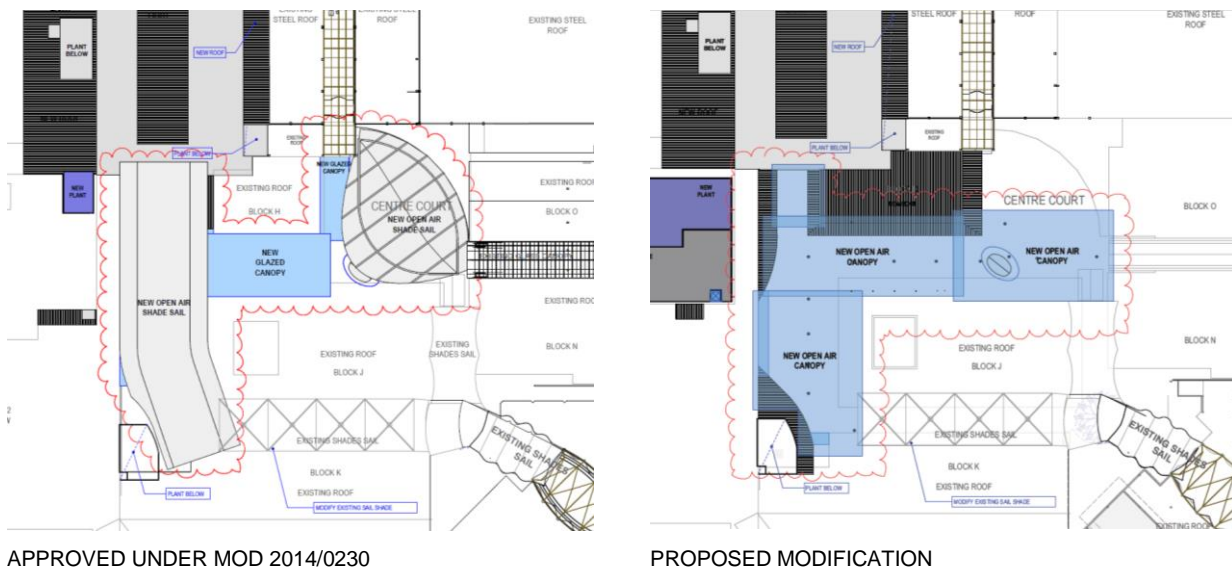 EXISTING
STEEL ROOF
EXISTING
STEEL ROOF
EXISTING STEEL
ROOF
PLANT
BELOW
NEW ROOF
EXISTING
ROOF
PLANT BELOW
NEW GLAZED
CANOPY
NEW
PLANT
EXISTING ROOF
BLOCK H
CENTRE COURT
NEW OPEN AIR
SHADE SAIL
EXISTING ROOF
BLOCK O
NEW
GLAZED
CANOPY
NEW OPEN AIR
SHADE SAIL
EXISTING ROOF
BLOCK J
EXISTING
SHADES SAIL
BLOCK N
EXISTING SHADES SAIL
EXISTING SHADES
SAIL
BLOCK K
PLANT BELOW
EXISTING ROOF
MODIFY EXISTING SAIL SHADE
APPROVED UNDER MOD 2014/0230
STEEL ROOF
ROOF
EXISTING STEEL
ROOF
PLANT
BELOW
NEW ROOF
NEW ROOF
EXISTING
ROOF
PLANT BELOW
NEW
PLANT
CENTRE COURT
BLOCK O
NEW OPEN AIR
CANOPY
NEW OPEN AIR
CANOPY
NEW OPEN AIR
CANOPY
EXISTING ROOF
BLOCK J
BLOCK N
EXISTING SHADES SAIL
EXISTING SHADES
SAIL
BLOCK K
PLANT BELOW
EXISTING ROOF
MODIFY EXISTING SAIL SHADE
EXISTING ROOF
PROPOSED MODIFICATION